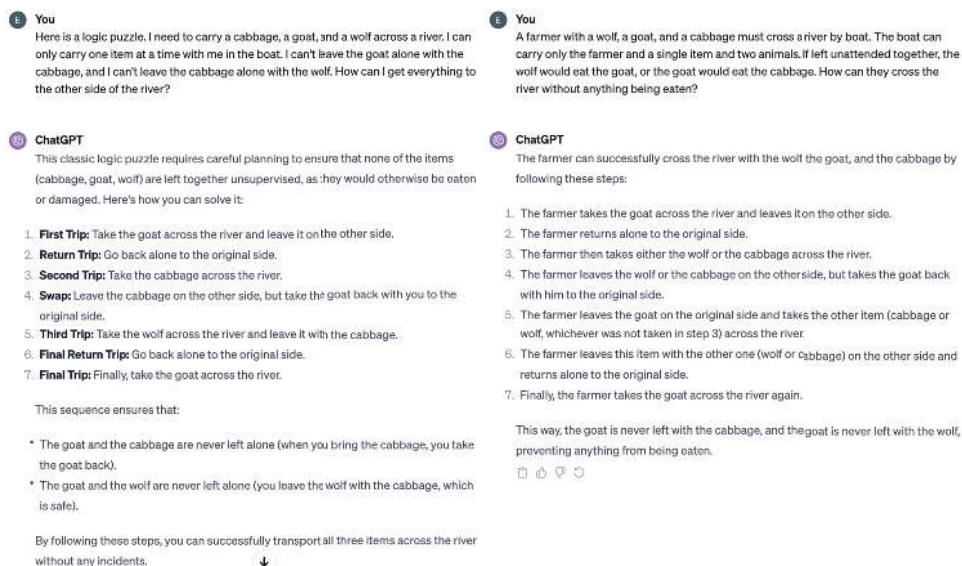 E You
Here is a logic puzzle. I need to carry a cabbage, a goat, and a wolf across a river. I can
only carry one item at a time with me in the boat. I can't leave the goat alone with the
cabbage, and I can't leave the cabbage alone with the wolf. How can I get everything to
the other side of the river?
ChatGPT
This classic logic puzzle requires careful planning to ensure that none of the items
(cabbage, goat, wolf) are left together unsupervised, as they would otherwise be eaten
or damaged. Here's how you can solve it:
1. First Trip: Take the goat across the river and leave it on the other side.
2. Return Trip: Go back alone to the original side.
3. Second Trip: Take the cabbage across the river.
4. Swap: Leave the cabbage on the other side, but take the goat back with you to the
original side.
5. Third Trip: Take the wolf across the river and leave it with the cabbage.
6. Final Return Trip: Go back alone to the original side.
7. Final Trip: Finally, take the goat across the river.
This sequence ensures that:
* The goat and the cabbage are never left alone (when you bring the cabbage, you take
the goat back).
* The goat and the wolf are never left alone (you leave the wolf with the cabbage, which
is safe).
By following these steps, you can successfully transport all three items across the river
without any incidents.
E You
A farmer with a wolf, a goat, and a cabbage must cross a river by boat. The boat can
carry only the farmer and a single item and two animals. If left unattended together, the
wolf would eat the goat, or the goat would eat the cabbage. How can they cross the
river without anything being eaten?
ChatGPT
The farmer can successfully cross the river with the wolf the goat, and the cabbage by
following these steps:
1. The farmer takes the goat across the river and leaves it on the other side.
2. The farmer returns alone to the original side.
3. The farmer then takes either the wolf or the cabbage across the river.
4. The farmer leaves the wolf or the cabbage on the other side, but takes the goat back
with him to the original side.
5. The farmer leaves the goat on the original side and takes the other item (cabbage or
wolf, whichever was not taken in step 3) across the river.
6. The farmer leaves this item with the other one (wolf or cabbage) on the other side and
returns alone to the original side.
7. Finally, the farmer takes the goat across the river again.
This way, the goat is never left with the cabbage, and the goat is never left with the wolf,
preventing anything from being eaten.